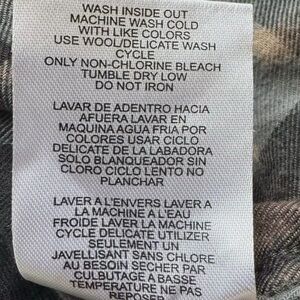 WASH INSIDE OUT
MACHINE WASH COLD
WITH LIKE COLORS
USE WOOL/DELICATE WASH
CYCLE
ONLY NON-CHLORINE BLEACH
TUMBLE DRY LOW
DO NOT IRON
LAVAR DE ADENTRO HACIA
AFUERA LAVAR EN
MAQUINA AGUA FRIA POR
COLORES USAR CICLO
DELICATE DE LA LABADORA
SOLO BLANQUEADOR SIN
CLORO CICLO LENTO NO
PLANCHAR
LAVER A L'ENVERS LAVER A
LA MACHINE A L'EAU
FROIDE LAVER LA MACHINE
CYCLE DELICATE UTILIZER
SEULEMENT UN
JAVELLISANT SANS CHLORE
AU BESOIN SECHER PAR
CULBUTAGE A BASSE
TEMPERATURE NE PAS
REPOSER